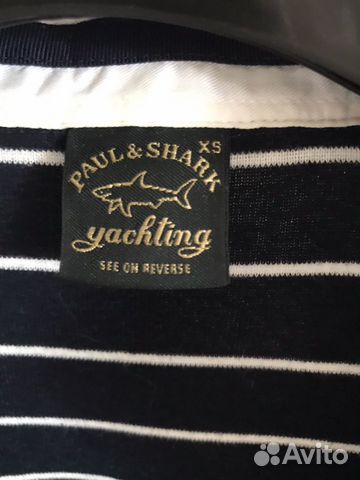 XS
PAUL & SHARK
yachting
SEE ON REVERSE
Avito